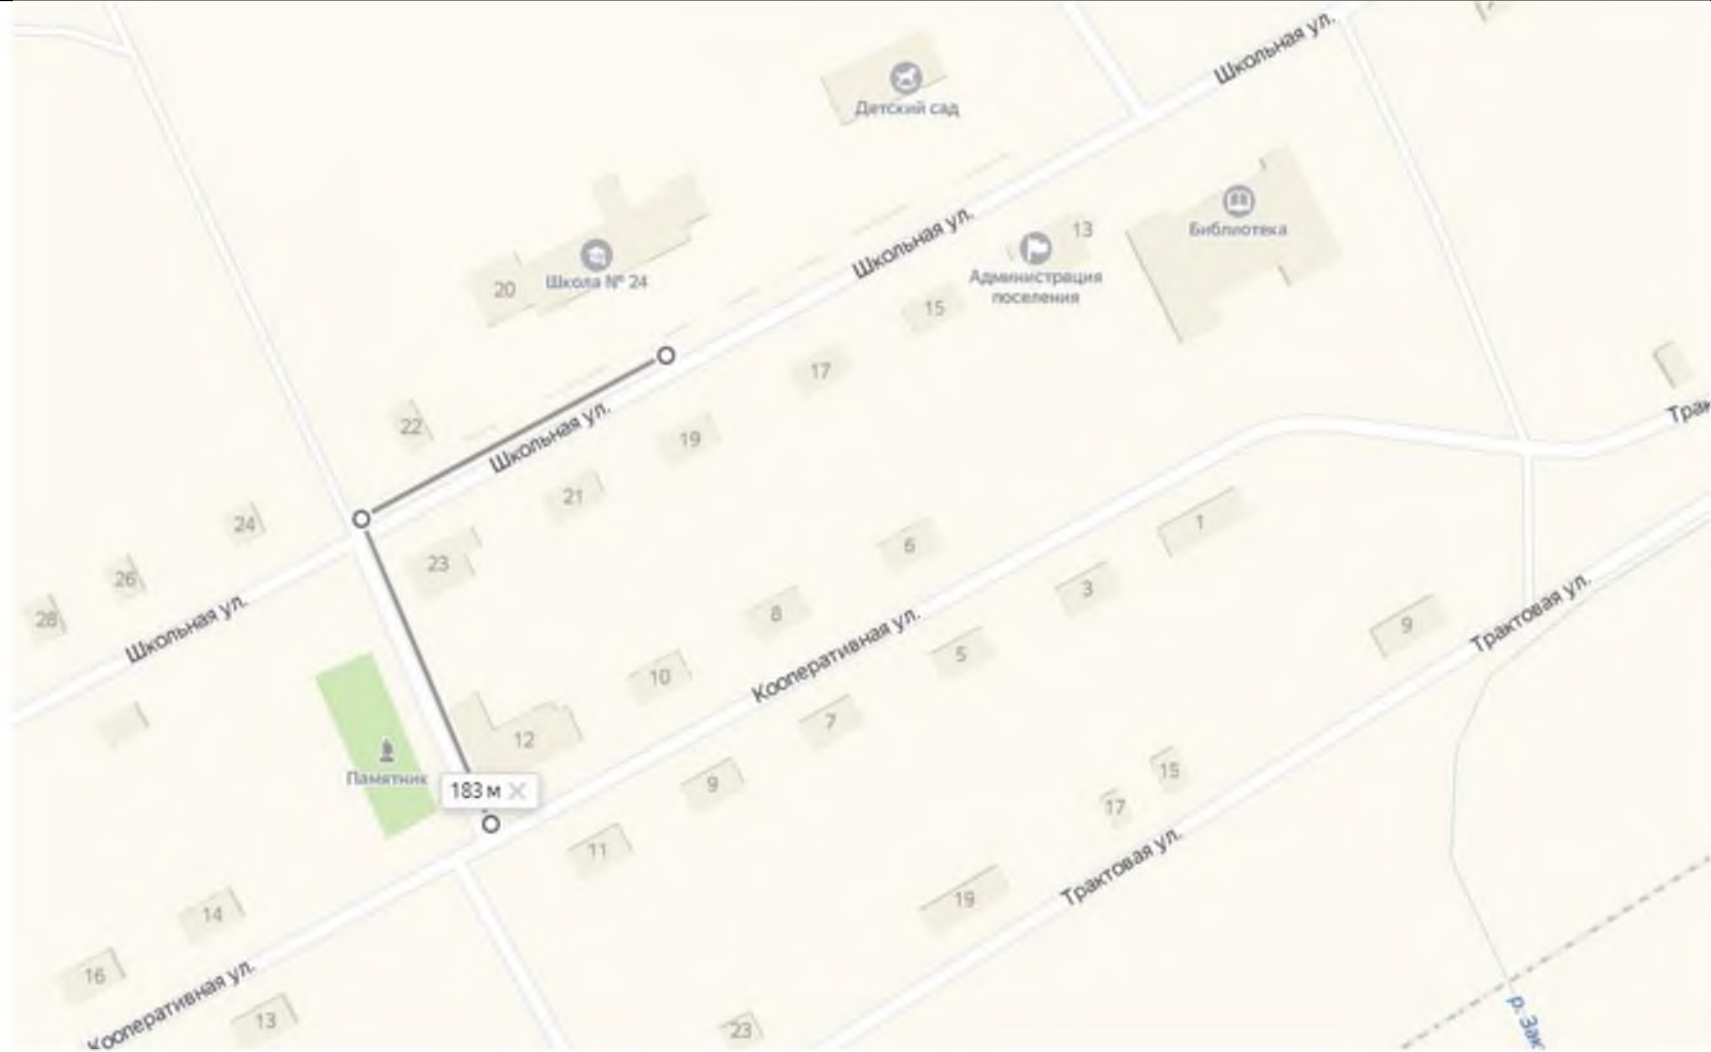 Школьная ул.
Детский сад
Библиотека
Школьная ул.
13
Администрация
поселения
20
Школа № 24
15
17
22
Школьная ул.
19
21
24
23
26
28
Школьная ул.
6
1
3
8
Кооперативная ул.
5
10
7
9
Трактовая ул.
12
Памятник
183 м
9
11
15
17
Трактовая ул.
19
14
16
Кооперативная ул.
13
23
р. Зак
Трак